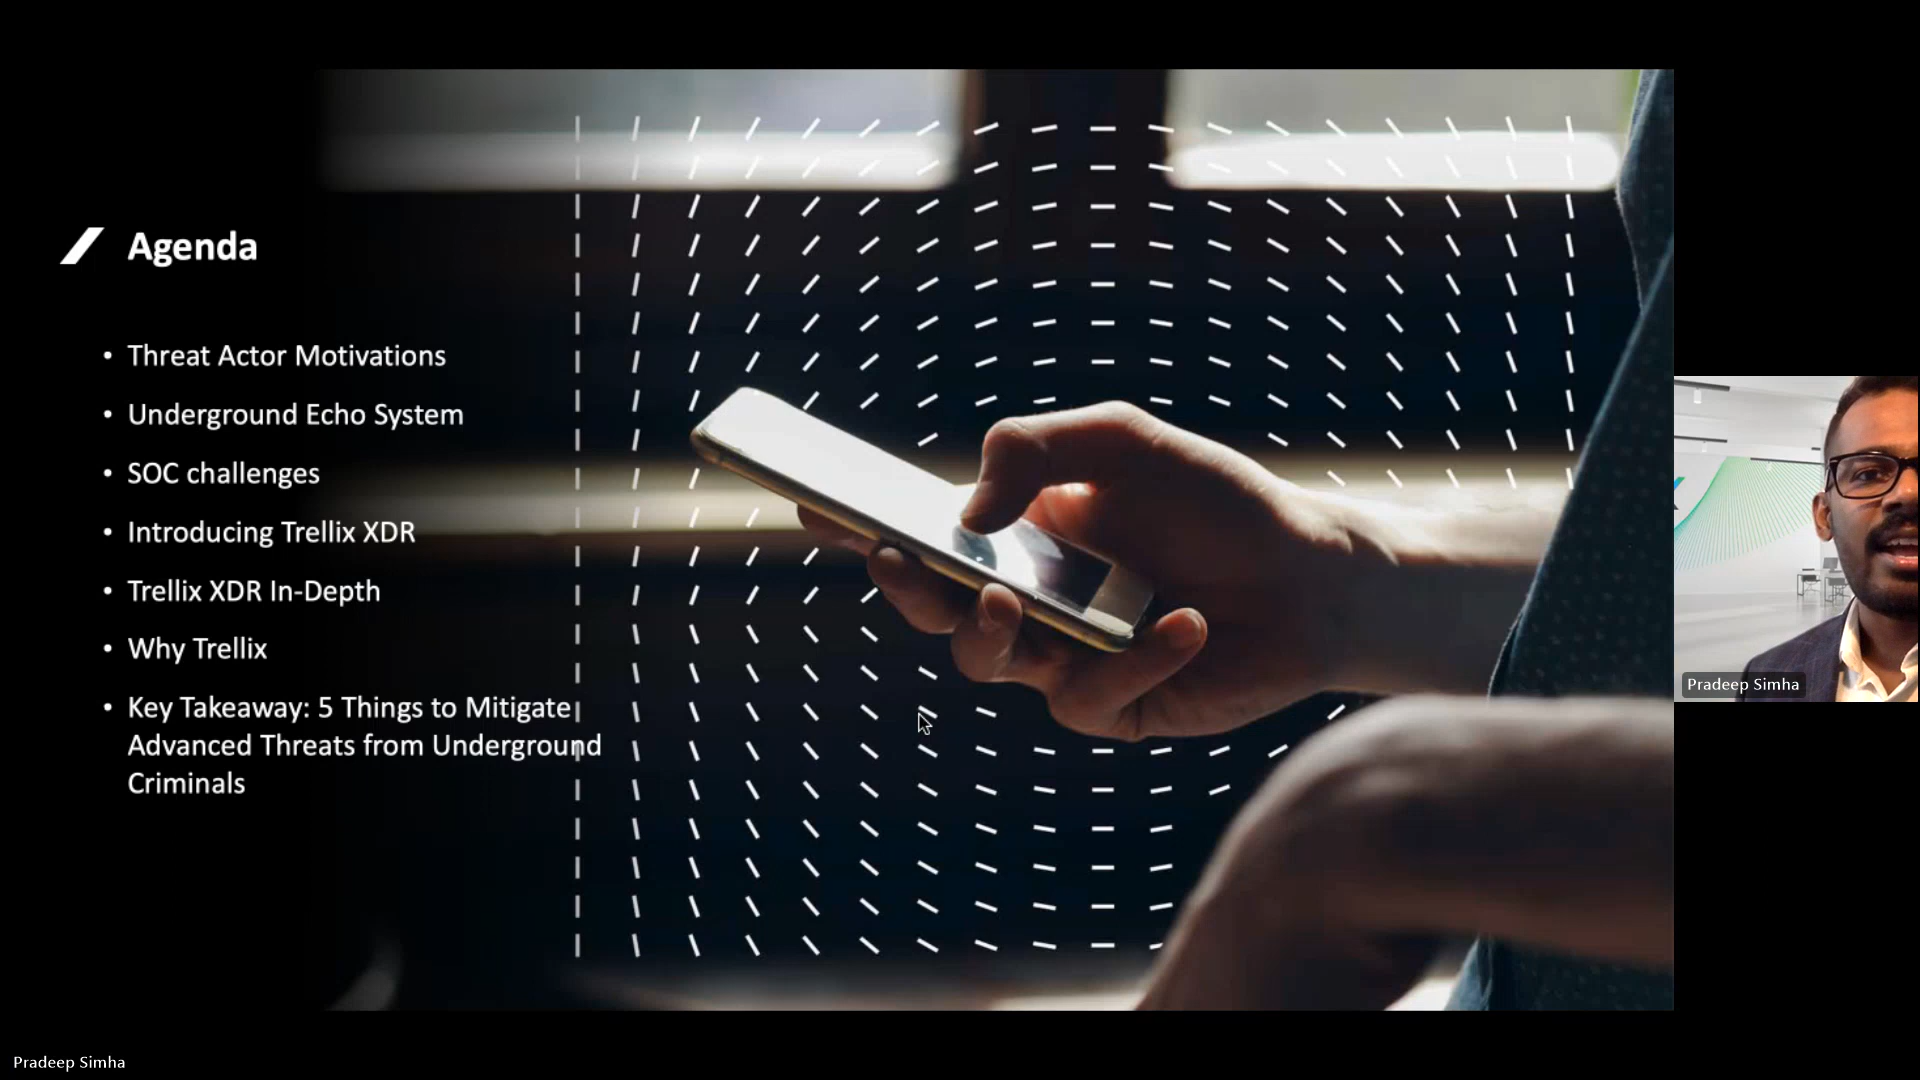 Agenda
• Threat Actor Motivations
• Underground Echo System
• SOC challenges
• Introducing Trellix XDR
• Trellix XDR In-Depth
• Why Trellix
• Key Takeaway: 5 Things to Mitigate
Advanced Threats from Underground
Criminals
Pradeep Simha
Pradeep Simha